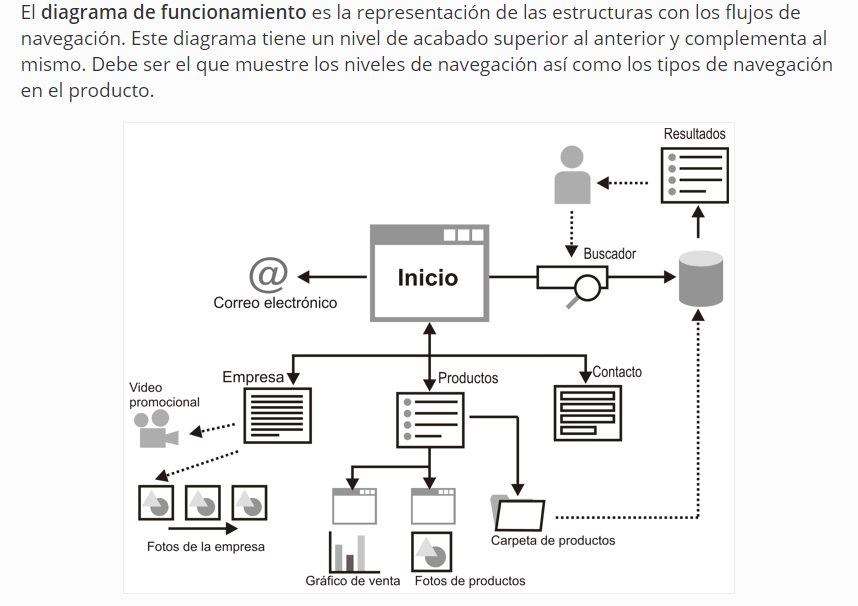 El diagrama de funcionamiento es la representación de las estructuras con los flujos de
navegación. Este diagrama tiene un nivel de acabado superior al anterior y complementa al
mismo. Debe ser el que muestre los niveles de navegación así como los tipos de navegación
en el producto.
Resultados
Buscador
Inicio
@
Correo electrónico
Empresa
Productos
Contacto
Video
promocional
Fotos de la empresa
Carpeta de productos
Gráfico de venta
Fotos de productos